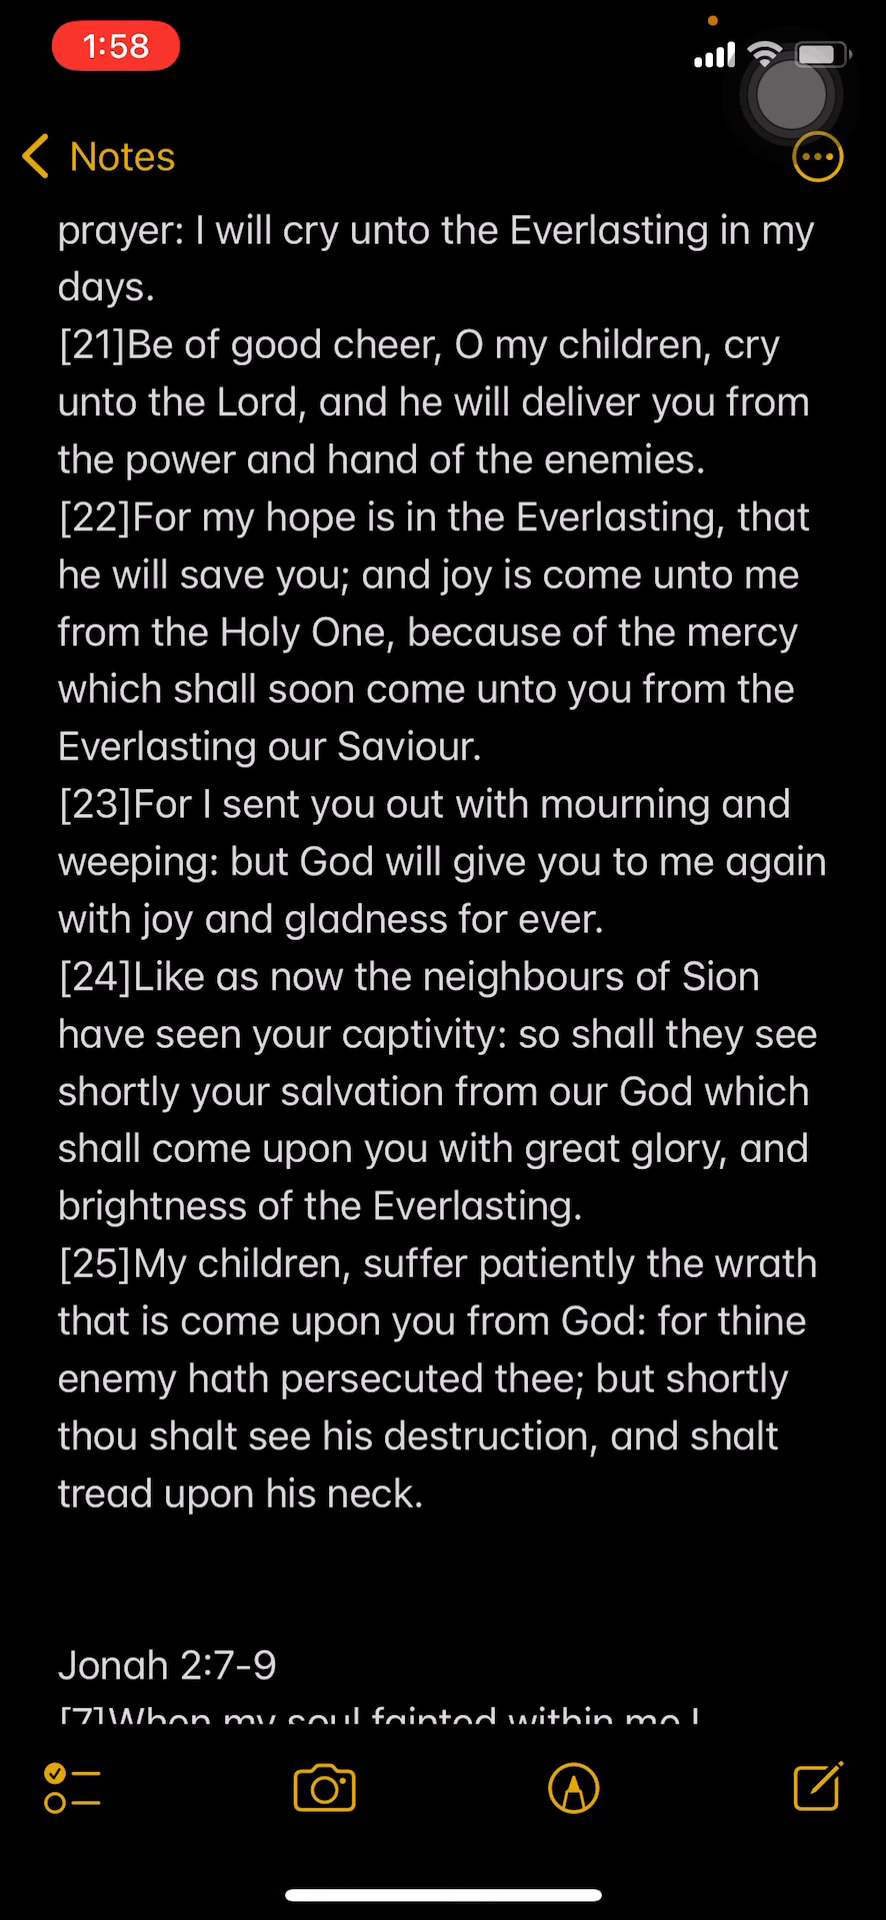 1:58
Notes
prayer: I will cry unto the Everlasting in my
days.
[21]Be of good cheer, O my children, cry
unto the Lord, and he will deliver you from
the power and hand of the enemies.
[22]For my hope is in the Everlasting, that
he will save you; and joy is come unto me
from the Holy One, because of the mercy
which shall soon come unto you from the
Everlasting our Saviour.
[23]For I sent you out with mourning and
weeping: but God will give you to me again
with joy and gladness for ever.
[24]Like as now the neighbours of Sion
have seen your captivity: so shall they see
shortly your salvation from our God which
shall come upon you with great glory, and
brightness of the Everlasting.
[25]My children, suffer patiently the wrath
that is come upon you from God: for thine
enemy hath persecuted thee; but shortly
thou shalt see his destruction, and shalt
tread upon his neck.
Jonah 2:7-9
[7]When my soul fainted within me I